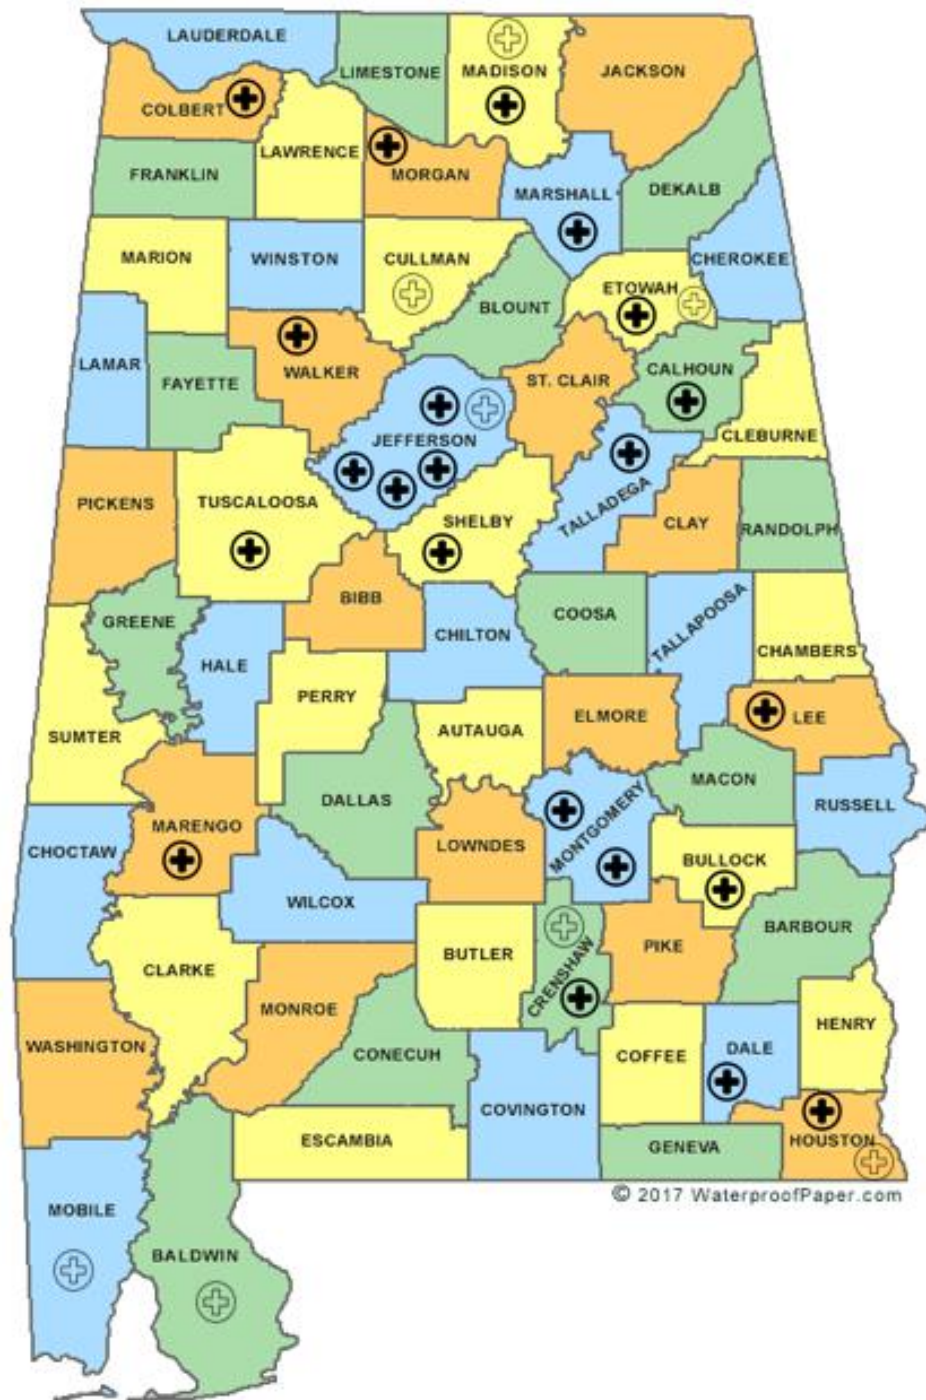 LAUDERDALE
LIMESTONE
MADISON
JACKSON
COLBERT
LAWRENCE
MORGAN
FRANKLIN
MARSHALL
DEKALB
MARION
WINSTON
CULLMAN
CHEROKEE
ETOWAH
BLOUNT
LAMAR
FAYETTE
WALKER
ST. CLAIR
CALHOUN
JEFFERSON
CLEBURNE
PICKENS
TUSCALOOSA
SHELBY
TALLADEGA
CLAY
RANDOLPH
BIBB
GREENE
HALE
CHILTON
COOSA
TALLAPOOSA
CHAMBERS
PERRY
SUMTER
AUTAUGA
ELMORE
LEE
MACON
DALLAS
RUSSELL
MARENGO
CHOCTAW
LOWNDES
MONTGOMERY
BULLOCK
WILCOX
BARBOUR
CLARKE
BUTLER
CRENSHAW
PIKE
MONROE
HENRY
WASHINGTON
CONECUH
COFFEE
DALE
COVINGTON
ESCAMBIA
GENEVA
HOUSTON
© 2017 WaterproofPaper.com
MOBILE
BALDWIN